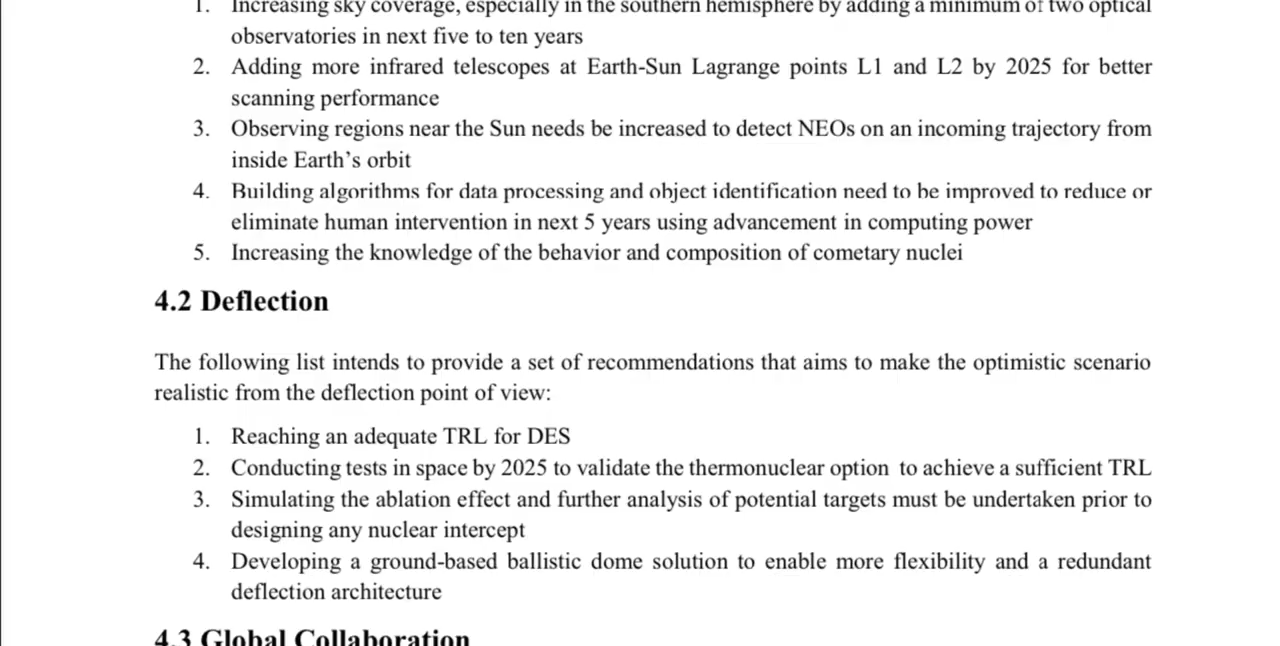 1. Increasing sky coverage, especially in the southern hemisphere by adding a minimum of two optical
observatories in next five to ten years
2. Adding more infrared telescopes at Earth-Sun Lagrange points L1 and L2 by 2025 for better
scanning performance
3. Observing regions near the Sun needs be increased to detect NEOs on an incoming trajectory from
inside Earth’s orbit
4. Building algorithms for data processing and object identification need to be improved to reduce or
eliminate human intervention in next 5 years using advancement in computing power
5. Increasing the knowledge of the behavior and composition of cometary nuclei
4.2 Deflection
The following list intends to provide a set of recommendations that aims to make the optimistic scenario
realistic from the deflection point of view:
1. Reaching an adequate TRL for DES
2. Conducting tests in space by 2025 to validate the thermonuclear option to achieve a sufficient TRL
3. Simulating the ablation effect and further analysis of potential targets must be undertaken prior to
designing any nuclear intercept
4. Developing a ground-based ballistic dome solution to enable more flexibility and a redundant
deflection architecture
4.3 Global Collaboration